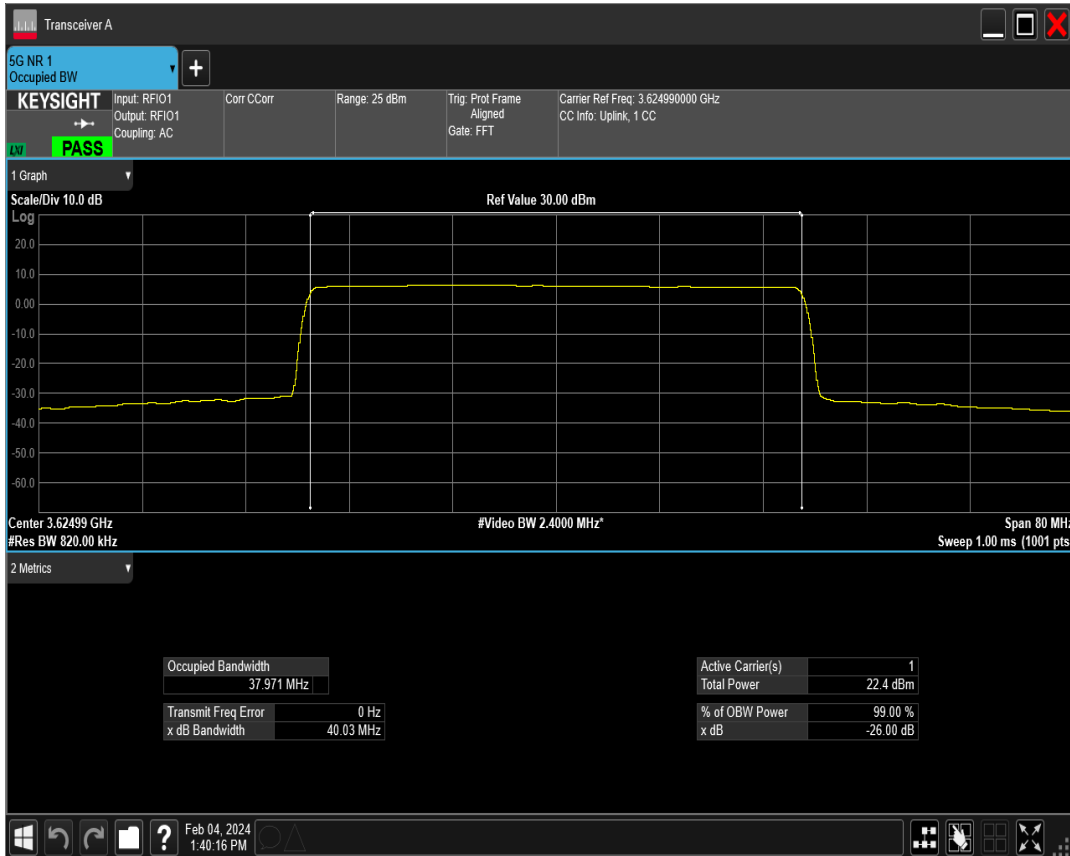 Transceiver A
5G NR 1
Occupied BW
KEYSIGHT
LXI
PASS
Input: RFIO1
Output: RFIO1
Coupling: AC
Corr CCorr
Range: 25 dBm
Trig: Prot Frame
Aligned
Gate: FFT
Carrier Ref Freq: 3.624990000 GHz
CC Info: Uplink, 1 CC
1 Graph
Scale/Div 10.0 dB
Ref Value 30.00 dBm
Log
20.0
10.0
0.00
-10.0
-20.0
-30.0
-40.0
-50.0
-60.0
Center 3.62499 GHz
#Video BW 2.4000 MHz*
Span 80 MHz
#Res BW 820.00 kHz
Sweep 1.00 ms (1001 pts
2 Metrics
Occupied Bandwidth
37.971 MHz
Transmit Freq Error 0 Hz
x dB Bandwidth 40.03 MHz
Active Carrier(s) 1
Total Power 22.4 dBm
% of OBW Power 99.00 %
x dB -26.00 dB
?
Feb 04, 2024
1:40:16 PM